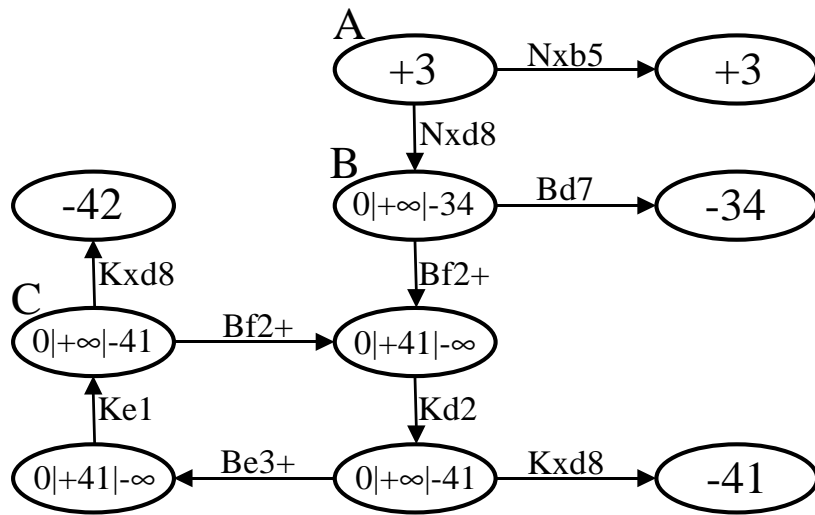 A
+3
Nxb5
+3
Nxd8
B
0|+∞|-34
Bd7
-34
-42
Kxd8
Bf2+
C
0|+∞|-41
Bf2+
0|+41|-∞
Ke1
Kd2
0|+41|-∞
Be3+
0|+∞|-41
Kxd8
-41